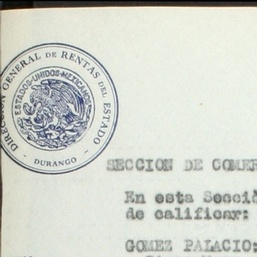 DIRECCION GENERAL DE RENTAS DEL ESTADO
ESTADOS-UNIDOS-MEXICANOS
- DURANGO -
SECCION DE COMER
En esta Secció
de calificar:
GOMEZ PALACIO: